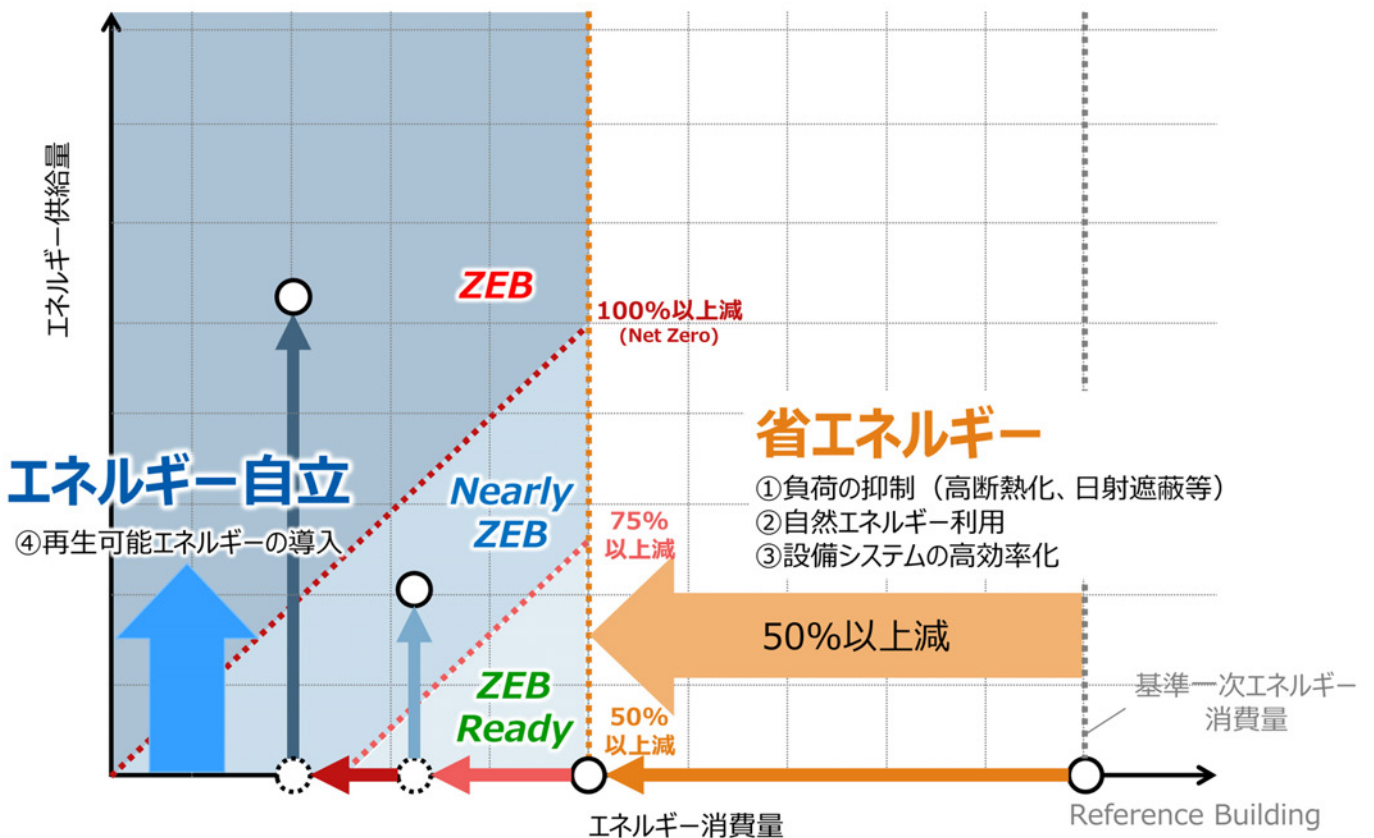 エネルギー供給量
ZEB
100%以上減
(Net Zero)
省エネルギー
①負荷の抑制（高断熱化、日射遮蔽等）
②自然エネルギー利用
③設備システムの高効率化
エネルギー自立
④再生可能エネルギーの導入
Nearly
ZEB
75%
以上減
50%以上減
ZEB
Ready
50%
以上減
基準一次エネルギー
消費量
エネルギー消費量
Reference Building